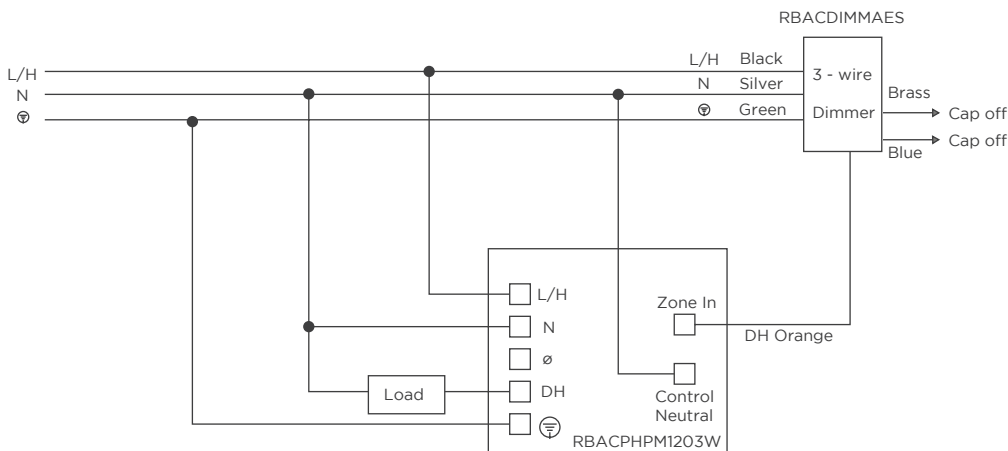 RBACDIMMAES
L/H
N
L/H Black
N Silver
Green
3 - wire
Dimmer
Brass
Cap off
Blue
Cap off
L/H
N
ø
DH
Load
Zone In
DH Orange
Control
Neutral
RBACPHPM1203W